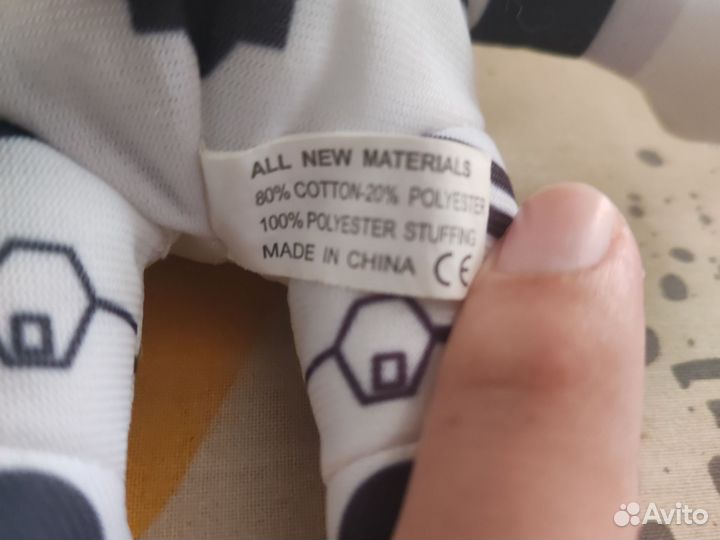 ALL NEW MATERIALS
80% COTTON-20% POLYESTER
100% POLYESTER STUFFING
MADE IN CHINA CE
Avito